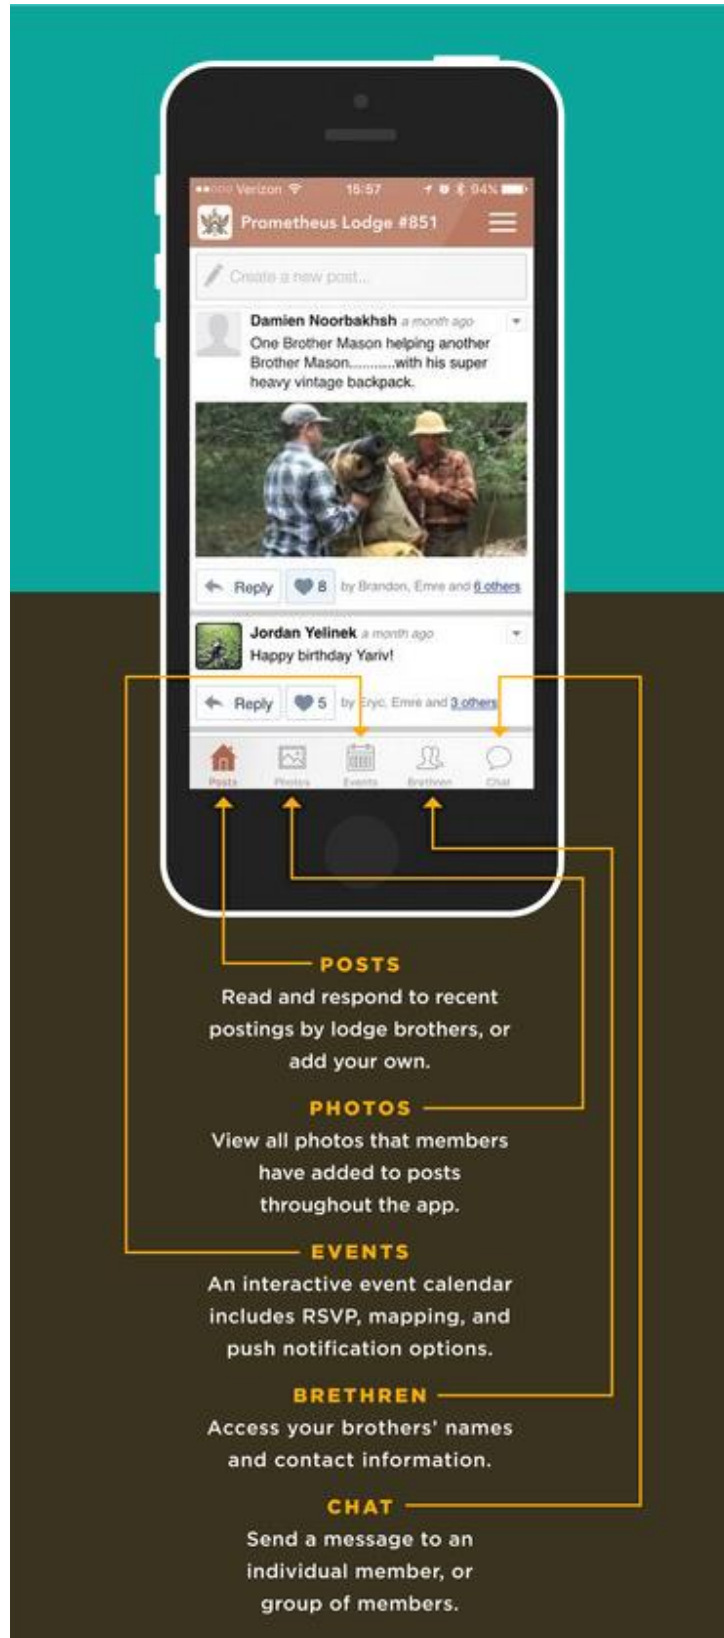 Verizon 15:57 94%
Prometheus Lodge #851
Create a new post...
Damien Noorbakhsh a month ago
One Brother Mason helping another
Brother Mason...........with his super
heavy vintage backpack.
Reply 8 by Brandon, Emre and 6 others
Jordan Yelinek a month ago
Happy birthday Yariv!
Reply 5 by Eryc, Emre and 3 others
Posts Photos Events Brethren Chat
POSTS
Read and respond to recent
postings by lodge brothers, or
add your own.
PHOTOS
View all photos that members
have added to posts
throughout the app.
EVENTS
An interactive event calendar
includes RSVP, mapping, and
push notification options.
BRETHREN
Access your brothers’ names
and contact information.
CHAT
Send a message to an
individual member, or
group of members.